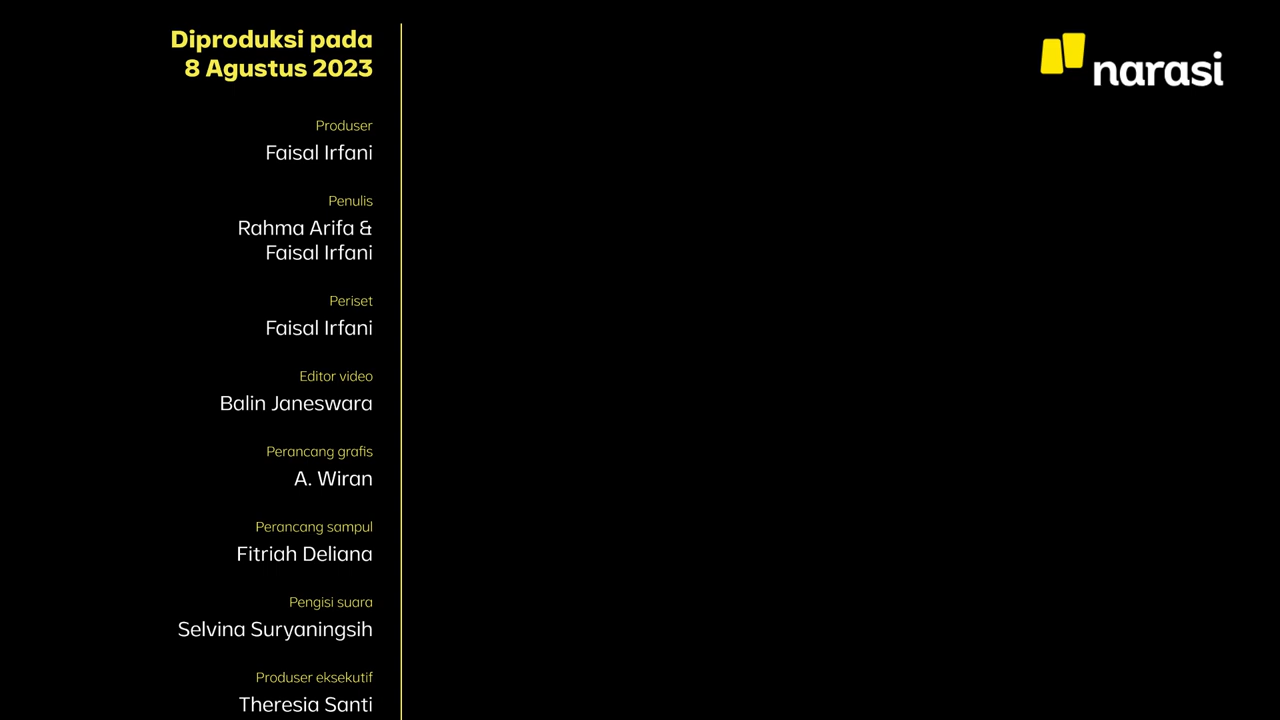 Diproduksi pada
8 Agustus 2023
narasi
Produser
Faisal Irfani
Penulis
Rahma Arifa &
Faisal Irfani
Periset
Faisal Irfani
Editor video
Balin Janeswara
Perancang grafis
A. Wiran
Perancang sampul
Fitriah Deliana
Pengisi suara
Selvina Suryaningsih
Produser eksekutif
Theresia Santi